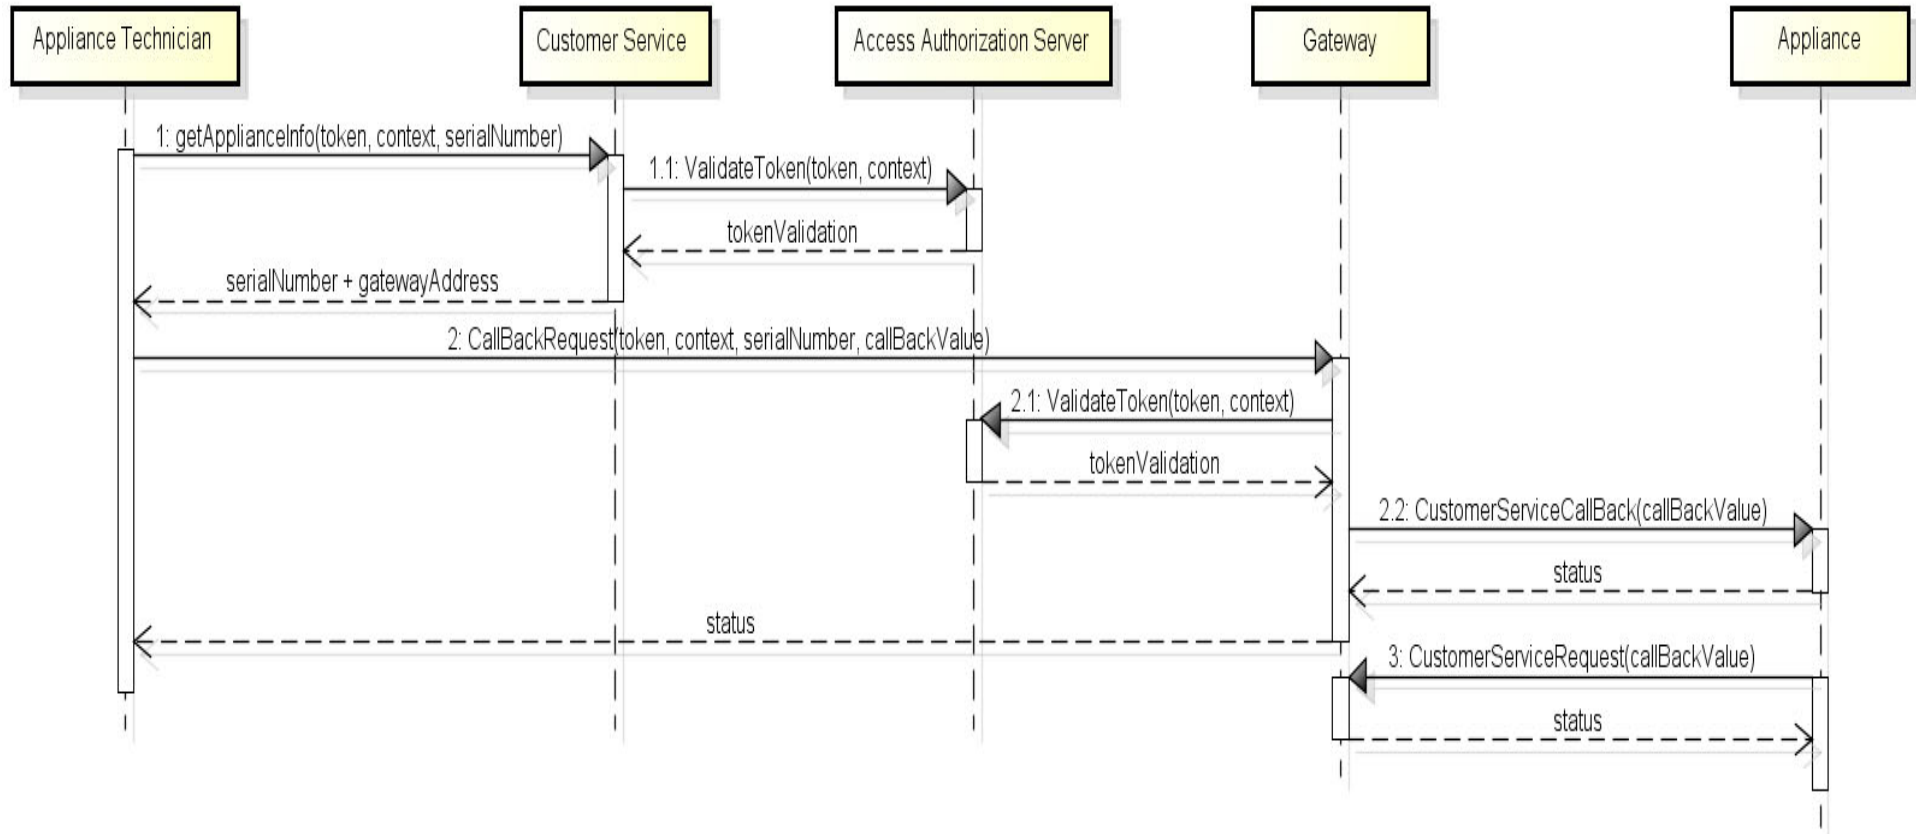 Appliance Technician
Customer Service
Access Authorization Server
Gateway
Appliance
1: getApplianceInfo(token, context, serialNumber)
1.1: ValidateToken(token, context)
tokenValidation
serialNumber + gatewayAddress
2: CallBackRequest(token, context, serialNumber, callBackValue)
2.1: ValidateToken(token, context)
tokenValidation
2.2: CustomerServiceCallBack(callBackValue)
status
status
3: CustomerServiceRequest(callBackValue)
status